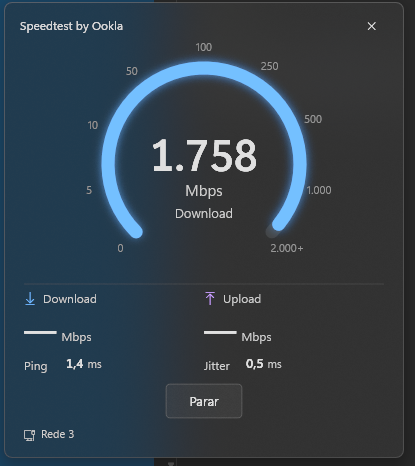 Speedtest by Ookla
100
50
250
10
500
1.758
Mbps
5
1.000
Download
0
2.000+
Download
Upload
Mbps
Mbps
Ping 1,4 ms
Jitter 0,5 ms
Parar
Rede 3